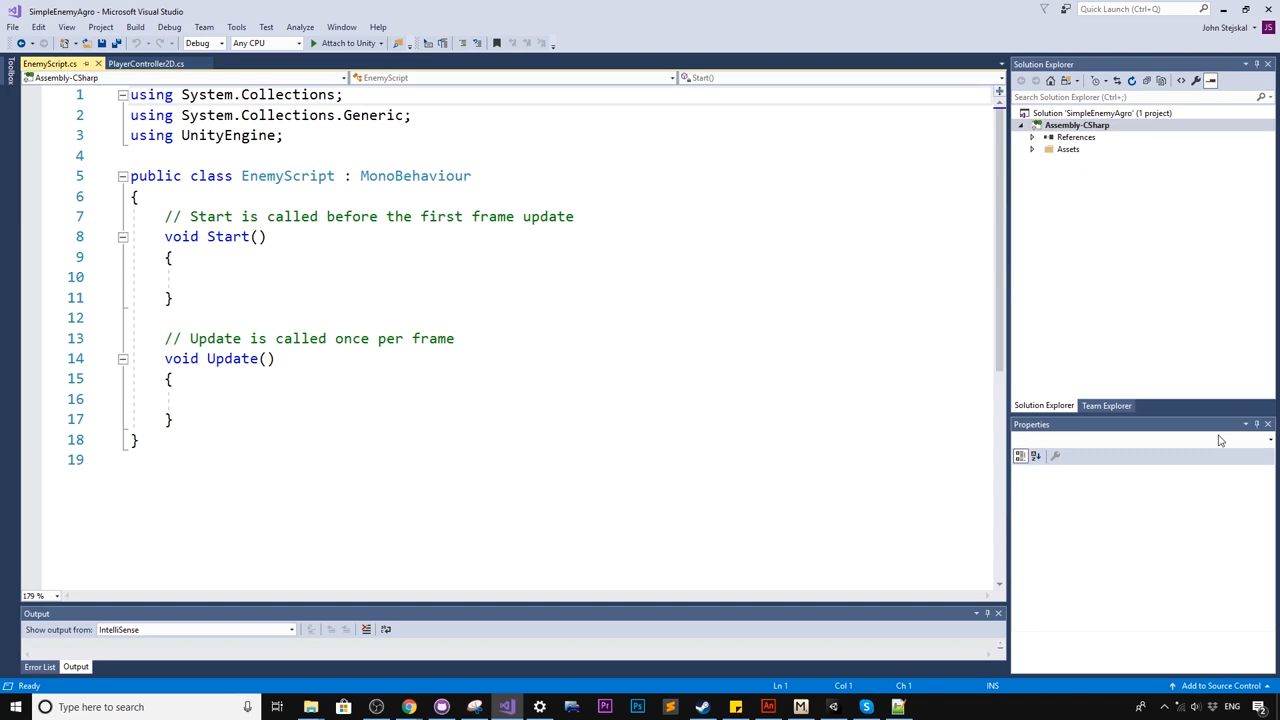 SimpleEnemyAgro - Microsoft Visual Studio
Quick Launch (Ctrl+Q)
File Edit View Project Build Debug Team Tools Test Analyze Window Help
John Stejskal
JS
Debug Any CPU Attach to Unity
Toolbox
EnemyScript.cs PlayerController2D.cs
Assembly-CSharp EnemyScript Start()
1 using System.Collections;
2 using System.Collections.Generic;
3 using UnityEngine;
4
5 public class EnemyScript : MonoBehaviour
6 {
7 // Start is called before the first frame update
8 void Start()
9 {
10
11 }
12
13 // Update is called once per frame
14 void Update()
15 {
16
17 }
18 }
19
179 %
Output
Show output from: IntelliSense
Error List Output
Solution Explorer
Search Solution Explorer (Ctrl+;)
Solution 'SimpleEnemyAgro' (1 project)
Assembly-CSharp
References
Assets
Solution Explorer Team Explorer
Properties
Ready Ln 1 Col 1 Ch 1 INS Add to Source Control
Type here to search
Pr Ps An M S ENG